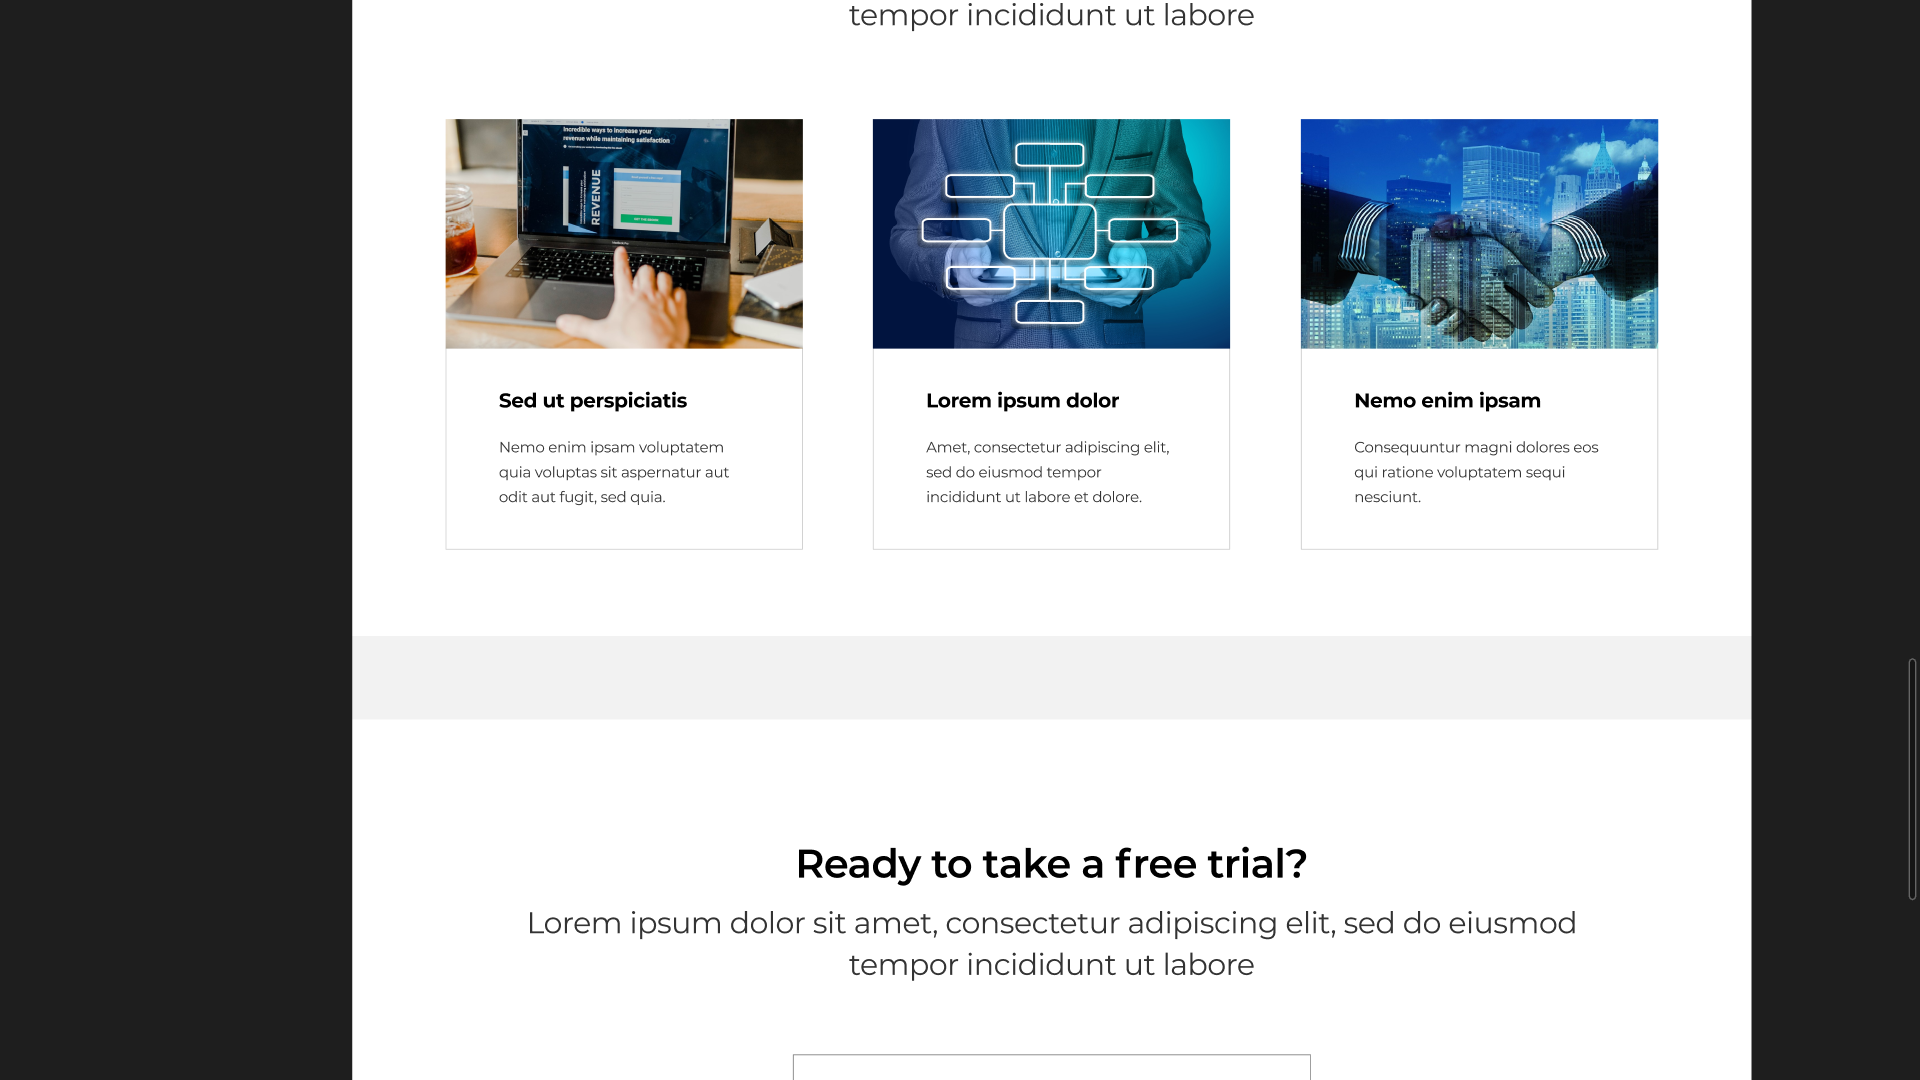 tempor incididunt ut labore
Incredible ways to increase your
revenue while maintaining satisfaction
REVENUE
Sed ut perspiciatis
Nemo enim ipsam voluptatem
quia voluptas sit aspernatur aut
odit aut fugit, sed quia.
Lorem ipsum dolor
Amet, consectetur adipiscing elit,
sed do eiusmod tempor
incididunt ut labore et dolore.
Nemo enim ipsam
Consequuntur magni dolores eos
qui ratione voluptatem sequi
nesciunt.
Ready to take a free trial?
Lorem ipsum dolor sit amet, consectetur adipiscing elit, sed do eiusmod
tempor incididunt ut labore